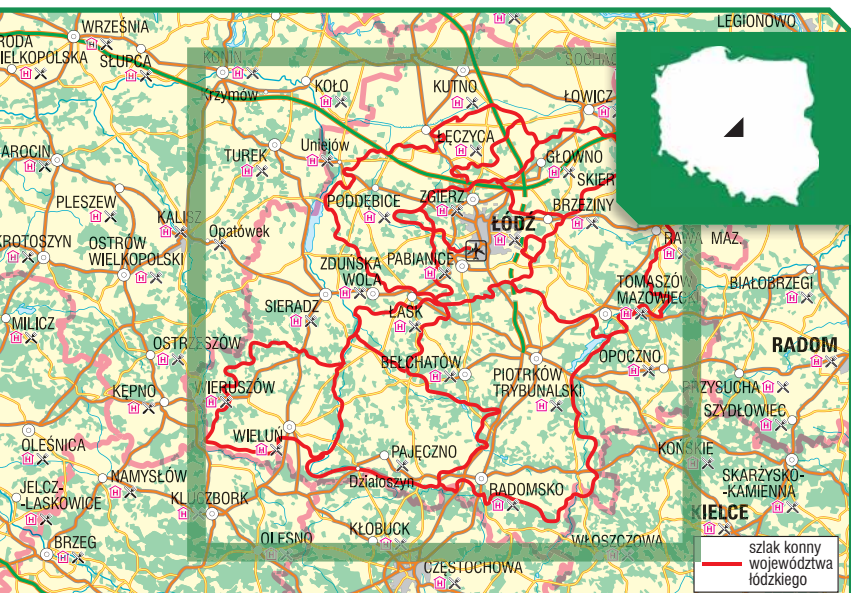 WRZEŚNIA
LEGIONOWO
RODA
IELKOPOLSKA
SŁUPCA
KONIN
SOCHA
Krzymów
KOŁO
KUTNO
ŁOWICZ
ŁĘCZYCA
AROCIN
TUREK
Uniejów
GŁOWNO
SKIER
PLESZEW
PODDĘBICE
ZGIERZ
BRZEZINY
KALISZ
ŁÓDŹ
KROTOSZYN
OSTRÓW
WIELKOPOLSKI
Opatówek
RAWA MAZ.
ZDUŃSKA
WOLA
PABIANICE
TOMASZÓW
MAZOWIECKI
BIAŁOBRZEGI
SIERADZ
ŁASK
MILICZ
OSTRZESZÓW
RADOM
BEŁCHATÓW
PIOTRKÓW
TRYBUNALSKI
OPOCZNO
KĘPNO
WIERUSZÓW
PRZYSUCHA
SZYDŁOWIEC
OLEŚNICA
WIELUŃ
PAJĘCZNO
KOŃSKIE
NAMYSŁÓW
Działoszyn
SKARŻYSKO-
-KAMIENNA
JELCZ-
-LASKOWICE
KLUCZBORK
RADOMSKO
KIELCE
BRZEG
OLESNO
KŁOBUCK
WŁOSZCZOWA
CZĘSTOCHOWA
szlak konny
województwa
łódzkiego